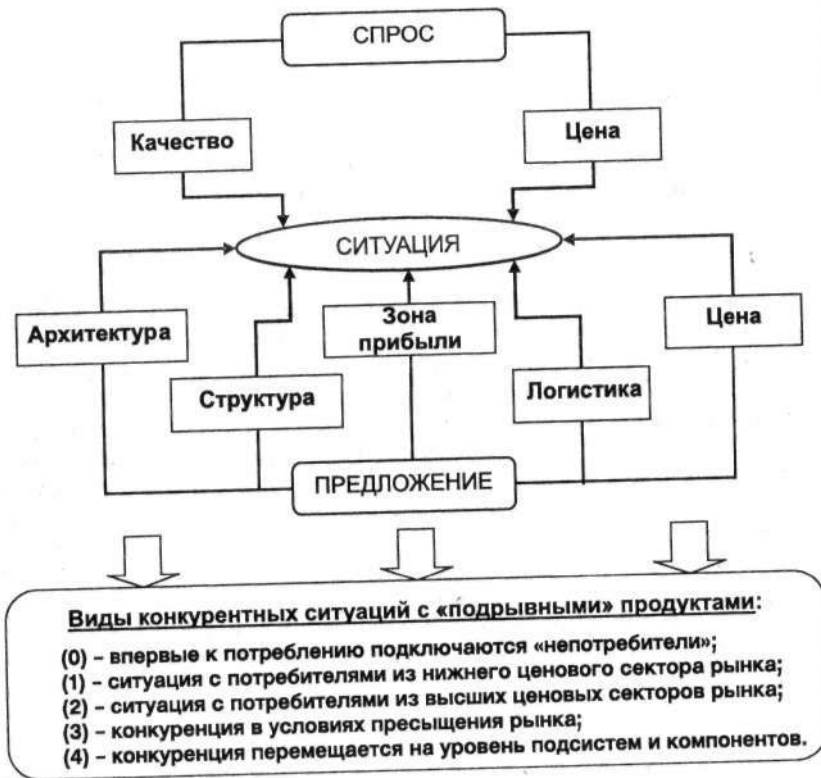 СПРОС
Качество
Цена
СИТУАЦИЯ
Архитектура
Зона
прибыли
Цена
Структура
Логистика
ПРЕДЛОЖЕНИЕ
Виды конкурентных ситуаций с «подрывными» продуктами:
(0) – впервые к потреблению подключаются «непотребители»;
(1) – ситуация с потребителями из нижнего ценового сектора рынка;
(2) – ситуация с потребителями из высших ценовых секторов рынка;
(3) – конкуренция в условиях пресыщения рынка;
(4) – конкуренция перемещается на уровень подсистем и компонентов.